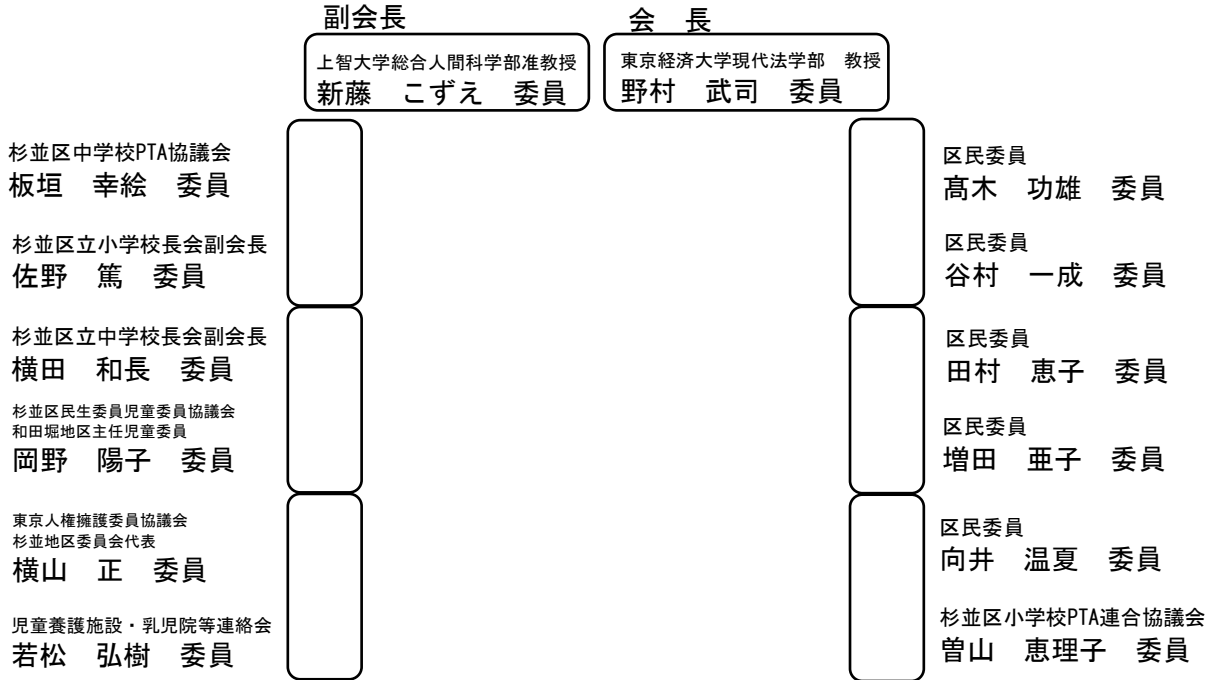 副会長
上智大学総合人間科学部准教授
新藤　こずえ　委員
会　長
東京経済大学現代法学部　教授
野村　武司　委員
杉並区中学校PTA協議会
板垣　幸絵　委員
杉並区立小学校長会副会長
佐野　篤　委員
杉並区立中学校長会副会長
横田　和長　委員
杉並区民生委員児童委員協議会
和田堀地区主任児童委員
岡野　陽子　委員
東京人権擁護委員協議会
杉並地区委員会代表
横山　正　委員
児童養護施設・乳児院等連絡会
若松　弘樹　委員
区民委員
髙木　功雄　委員
区民委員
谷村　一成　委員
区民委員
田村　恵子　委員
区民委員
増田　亜子　委員
区民委員
向井　温夏　委員
杉並区小学校PTA連合協議会
曽山　恵理子　委員